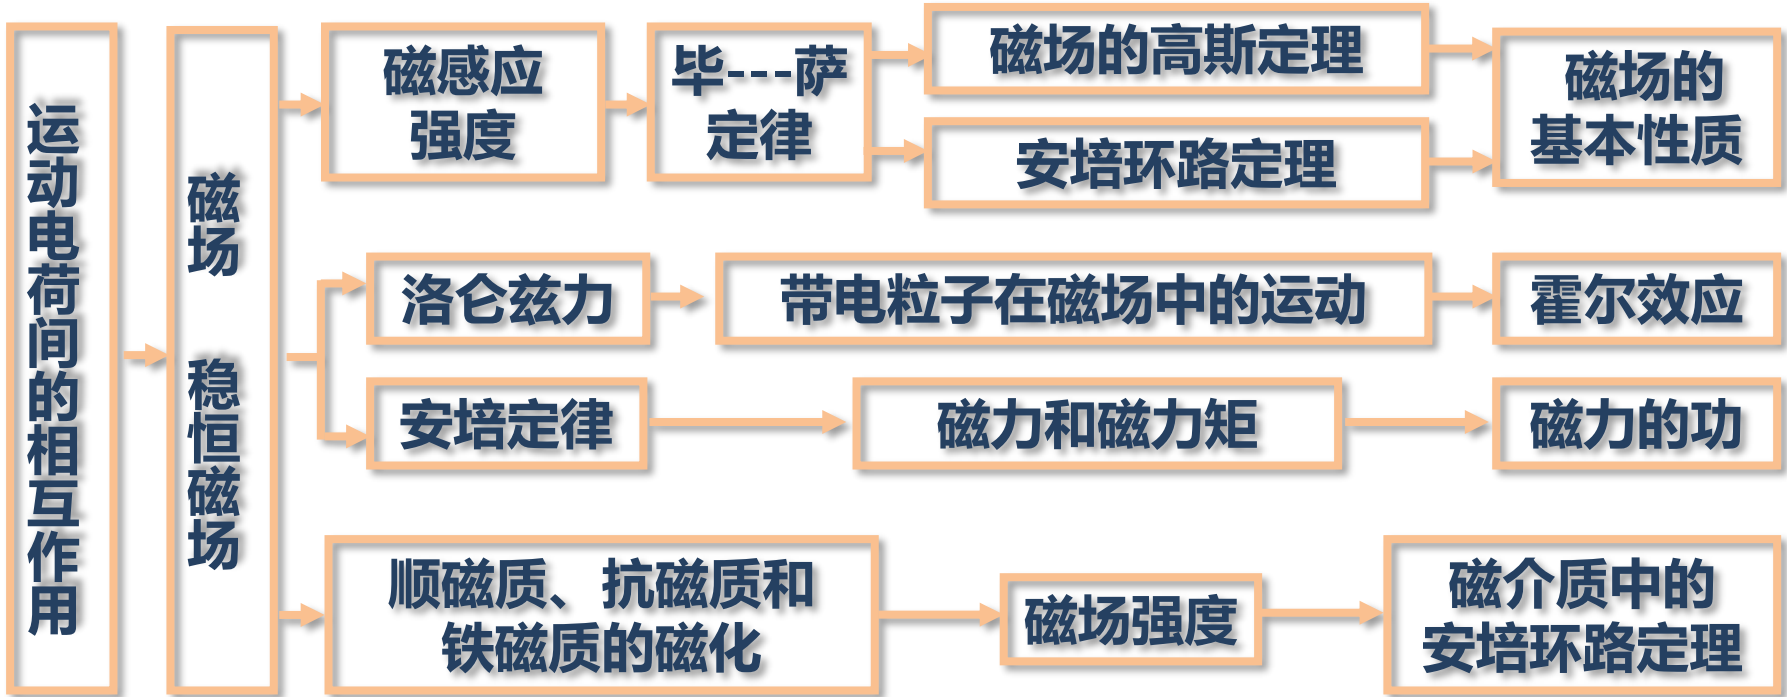 运动电荷间的相互作用
磁场 稳恒磁场
磁感应
强度
毕---萨
定律
磁场的高斯定理
安培环路定理
磁场的
基本性质
洛仑兹力
带电粒子在磁场中的运动
霍尔效应
安培定律
磁力和磁力矩
磁力的功
顺磁质、抗磁质和
铁磁质的磁化
磁场强度
磁介质中的
安培环路定理